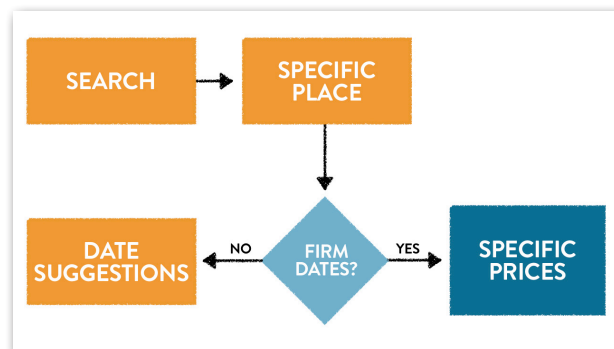 SEARCH
SPECIFIC
PLACE
DATE
SUGGESTIONS
NO
FIRM
DATES?
YES
SPECIFIC
PRICES